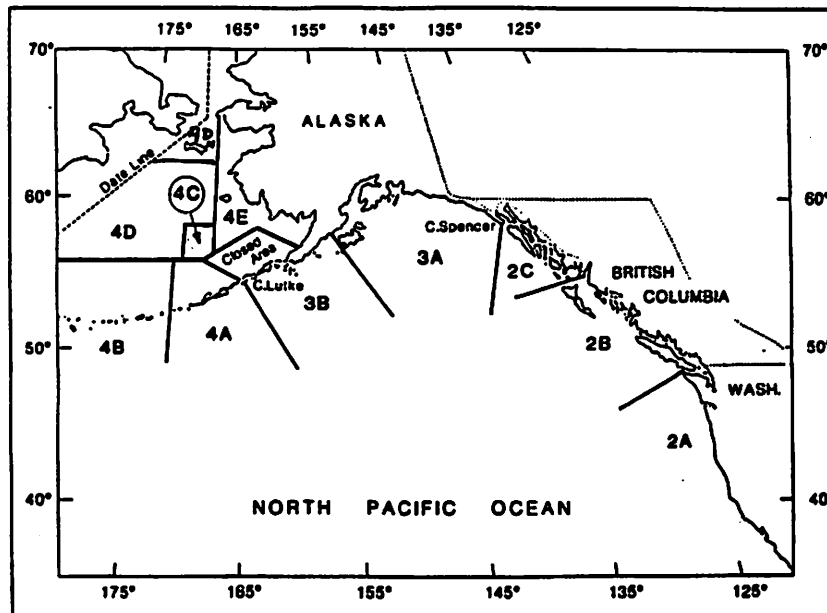 175° 165° 155° 145° 135° 125°
70° 70°
ALASKA
Date Line
4C
60° 4E 60°
4D
C.Spencer
Closed
Area
3A
2C
BRITISH
C.Lutke
3B
COLUMBIA
4A
4B
50° 2B 50°
WASH.
2A
40° NORTH PACIFIC OCEAN 40°
175° 165° 155° 145° 135° 125°